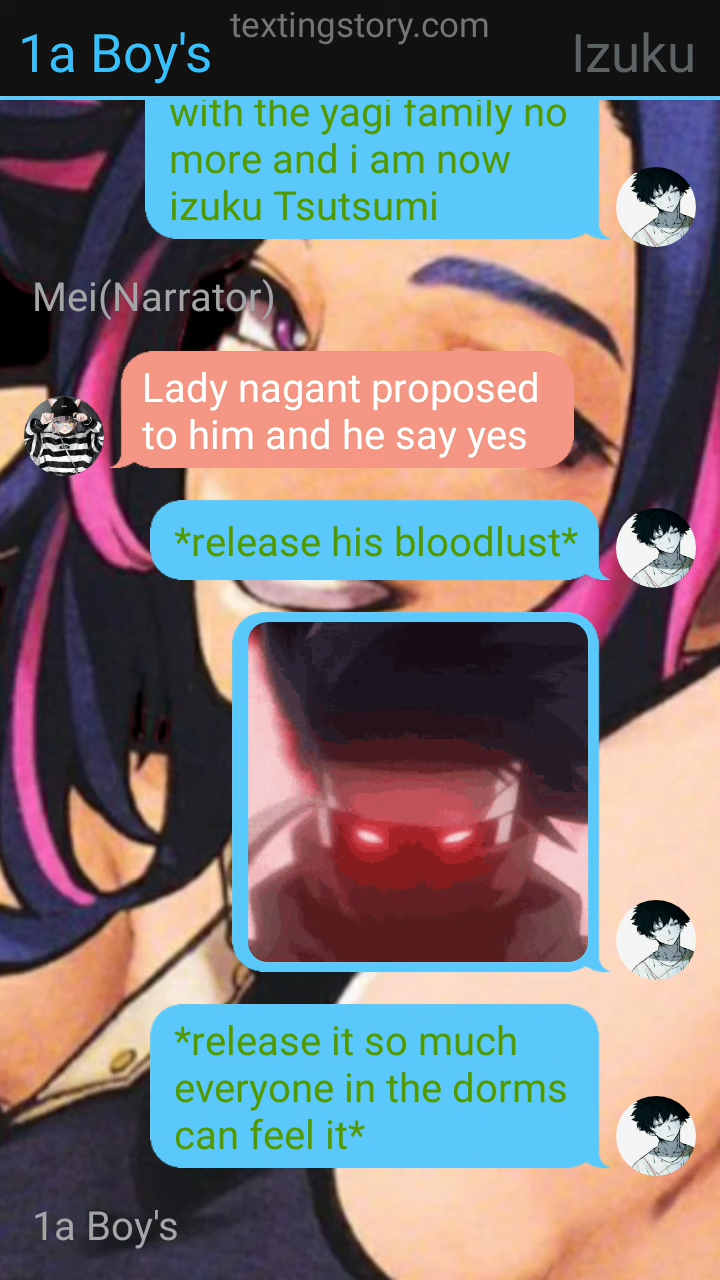 textingstory.com
1a Boy's
Izuku
with the yagi family no
more and i am now
izuku Tsutsumi
Mei(Narrator)
Lady nagant proposed
to him and he say yes
*release his bloodlust*
*release it so much
everyone in the dorms
can feel it*
1a Boy's